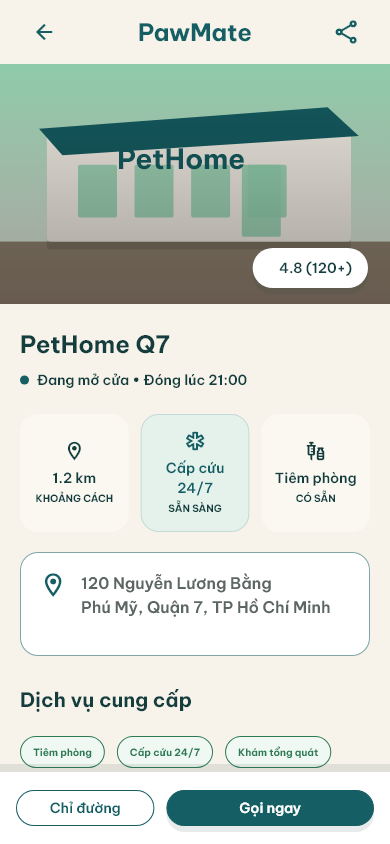 PawMate
PetHome
4.8 (120+)
PetHome Q7
Đang mở cửa • Đóng lúc 21:00
1.2 km
KHOẢNG CÁCH
Cấp cứu
24/7
SẴN SÀNG
Tiêm phòng
CÓ SẴN
120 Nguyễn Lương Bằng
Phú Mỹ, Quận 7, TP Hồ Chí Minh
Dịch vụ cung cấp
Tiêm phòng
Cấp cứu 24/7
Khám tổng quát
Chỉ đường
Gọi ngay